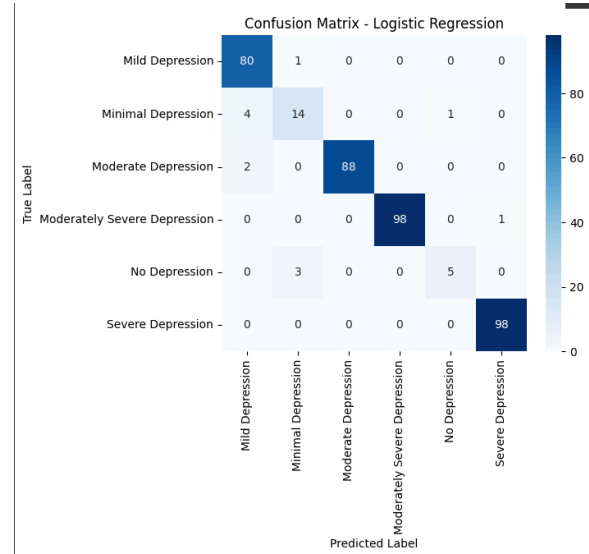 Confusion Matrix - Logistic Regression
True Label
Mild Depression 80 1 0 0 0 0
Minimal Depression 4 14 0 0 1 0
Moderate Depression 2 0 88 0 0 0
Moderately Severe Depression 0 0 0 98 0 1
No Depression 0 3 0 0 5 0
Severe Depression 0 0 0 0 0 98
80
60
40
20
0
Mild Depression
Minimal Depression
Moderate Depression
Moderately Severe Depression
No Depression
Severe Depression
Predicted Label